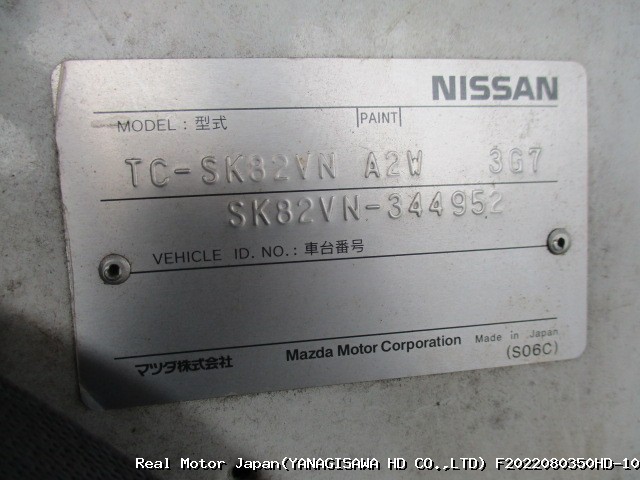 NISSAN
MODEL : 型式 PAINT
TC-SK82VN A2W 3G7
SK82VN-344952
VEHICLE ID. NO. : 車台番号
マツダ株式会社 Mazda Motor Corporation Made in Japan
(S06C)
Real Motor Japan(YANAGISAWA HD CO.,LTD) F2022080350HD-10